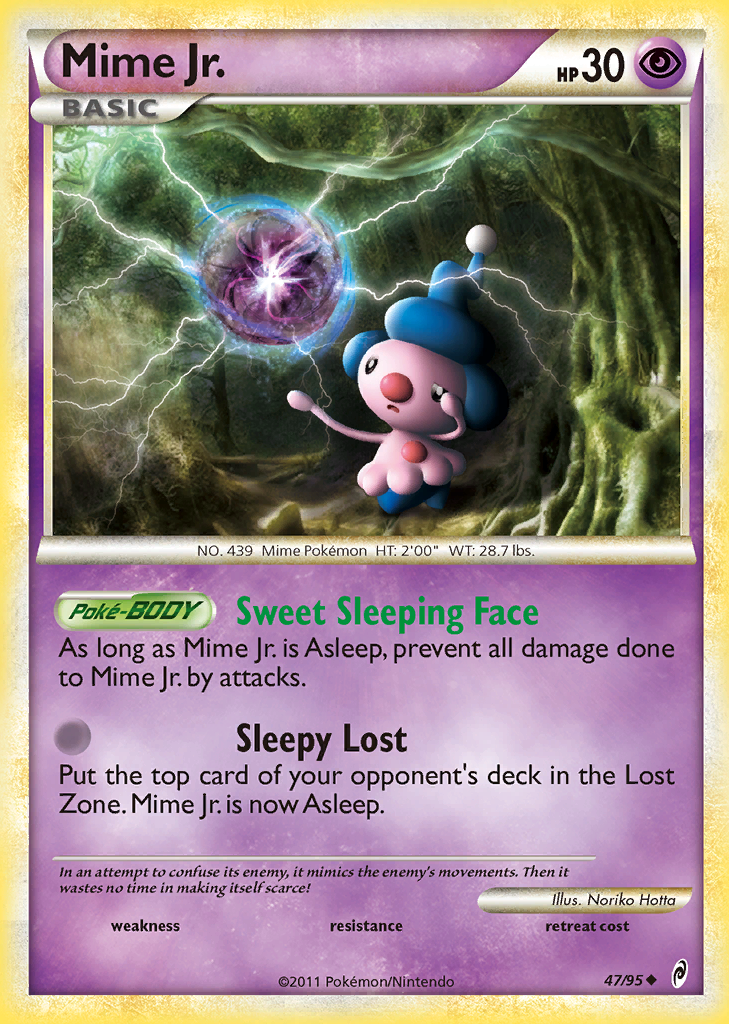 Mime Jr.
HP 30
BASIC
NO. 439 Mime Pokémon HT: 2'00" WT: 28.7 lbs.
Poké-BODY Sweet Sleeping Face
As long as Mime Jr. is Asleep, prevent all damage done
to Mime Jr. by attacks.
Sleepy Lost
Put the top card of your opponent's deck in the Lost
Zone. Mime Jr. is now Asleep.
In an attempt to confuse its enemy, it mimics the enemy's movements. Then it
wastes no time in making itself scarce!
Illus. Noriko Hotta
weakness resistance retreat cost
©2011 Pokémon/Nintendo
47/95